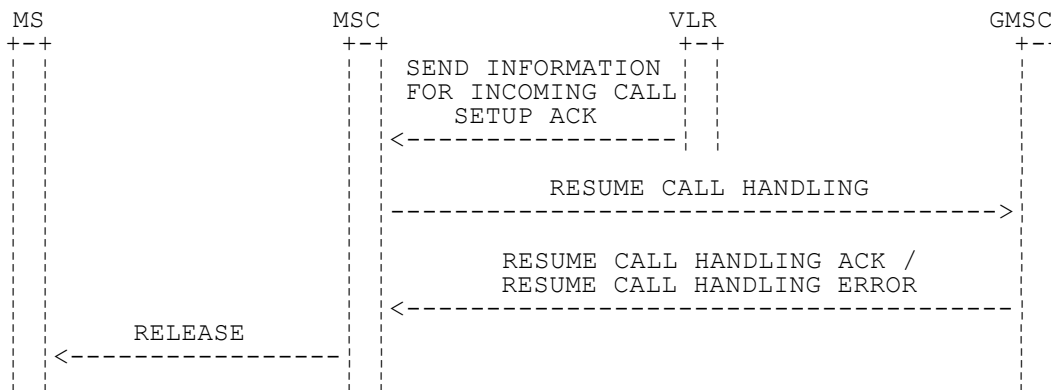 MS MSC VLR GMSC
SEND INFORMATION
FOR INCOMING CALL
SETUP ACK
RESUME CALL HANDLING
RESUME CALL HANDLING ACK /
RESUME CALL HANDLING ERROR
RELEASE